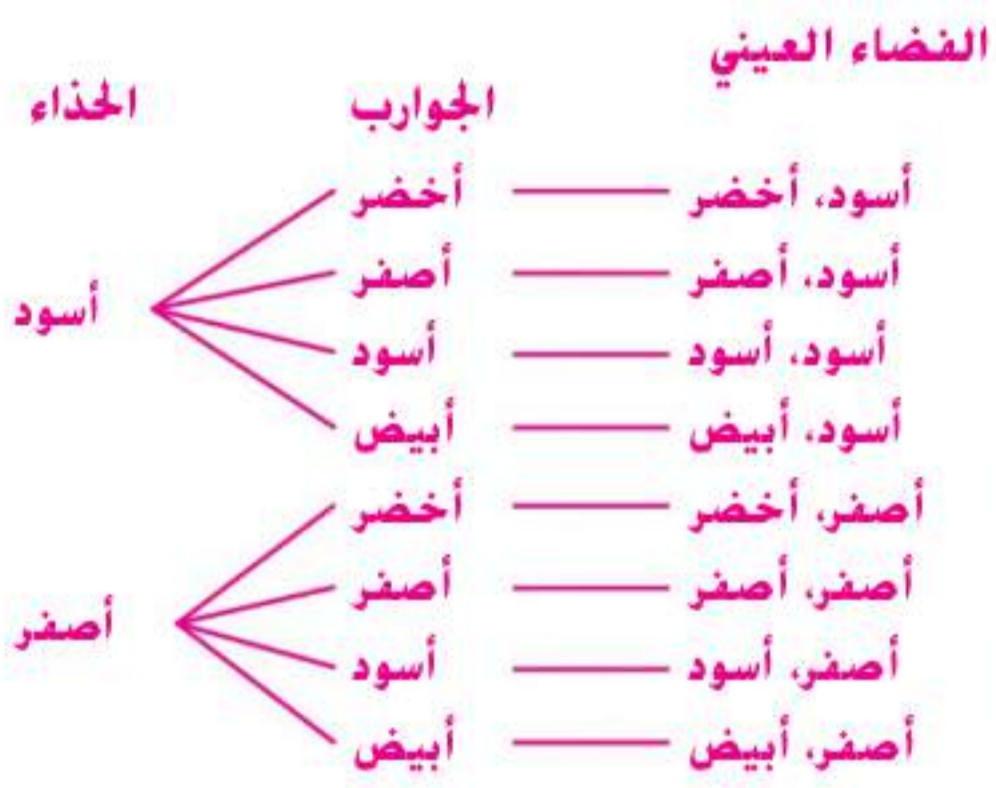 الفضاء العيني
الحذاء الجوارب
أخضر أسود، أخضر
أصفر أسود، أصفر
أسود
أسود أسود، أسود
أبيض أسود، أبيض
أخضر أصفر، أخضر
أصفر أصفر، أصفر
أصفر
أسود أصفر، أسود
أبيض أصفر، أبيض